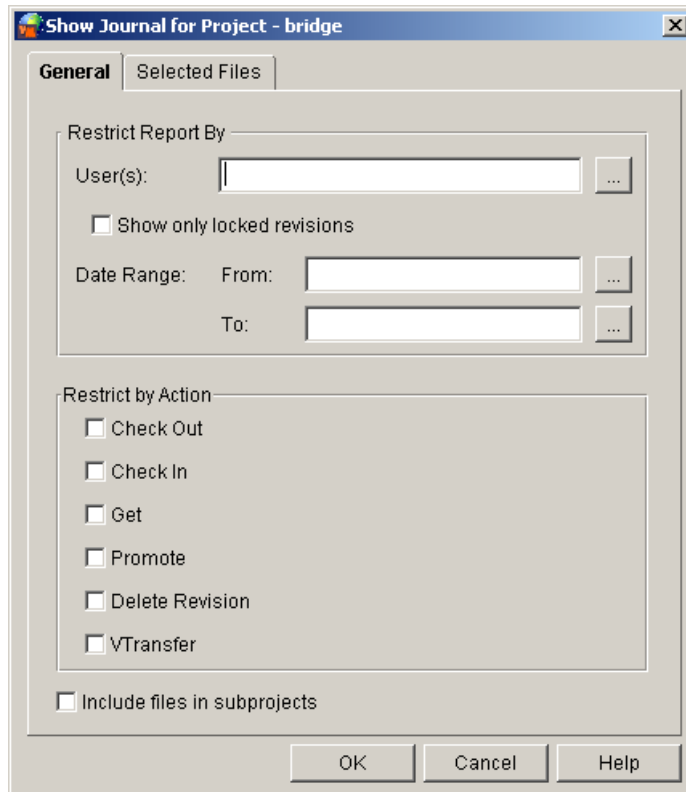 Show Journal for Project - bridge
General Selected Files
Restrict Report By
User(s): ...
Show only locked revisions
Date Range: From: ...
To: ...
Restrict by Action
Check Out
Check In
Get
Promote
Delete Revision
VTransfer
Include files in subprojects
OK Cancel Help